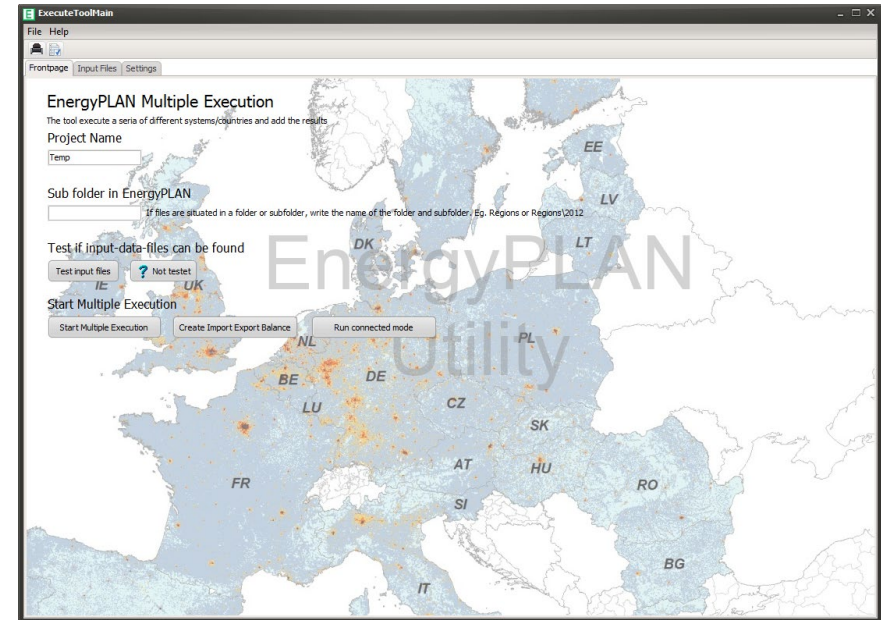 ExecuteToolMain
File Help
Frontpage Input Files Settings
EnergyPLAN Multiple Execution
The tool execute a seria of different systems/countries and add the results
Project Name
Temp
Sub folder in EnergyPLAN
If files are situated in a folder or subfolder, write the name of the folder and subfolder. Eg. Regions or Regions\2012
Test if input-data-files can be found
Test input files ? Not testet
Start Multiple Execution
Start Multiple Execution Create Import Export Balance Run connected mode
EnergyPLAN
Utility
EE
LV
LT
DK
IE
UK
NL
PL
BE
DE
LU
CZ
SK
AT
HU
FR
RO
SI
BG
IT